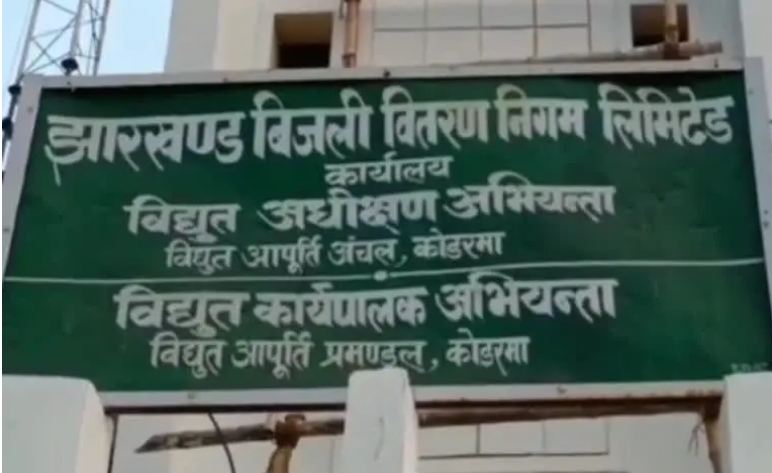 झारखण्ड बिजली वितरण निगम लिमिटेड
कार्यालय
विद्युत अधीक्षण अभियन्ता
विद्युत आपूर्ति अंचल, कोडरमा
विद्युत कार्यपालक अभियन्ता
विद्युत आपूर्ति प्रमण्डल, कोडरमा